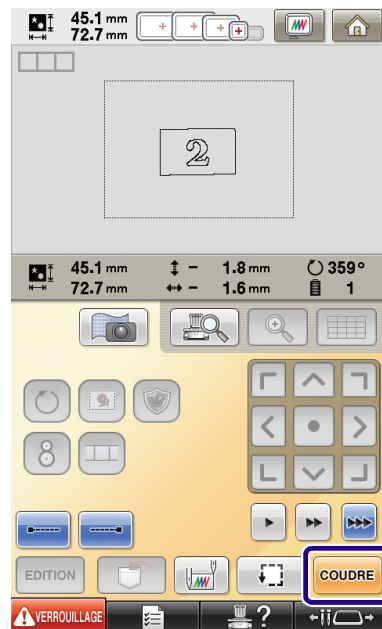 45.1 mm
72.7 mm
2
45.1 mm – 1.8 mm 359°
72.7 mm – 1.6 mm 1
8
EDITION
COUDRE
VERROUILLAGE
?